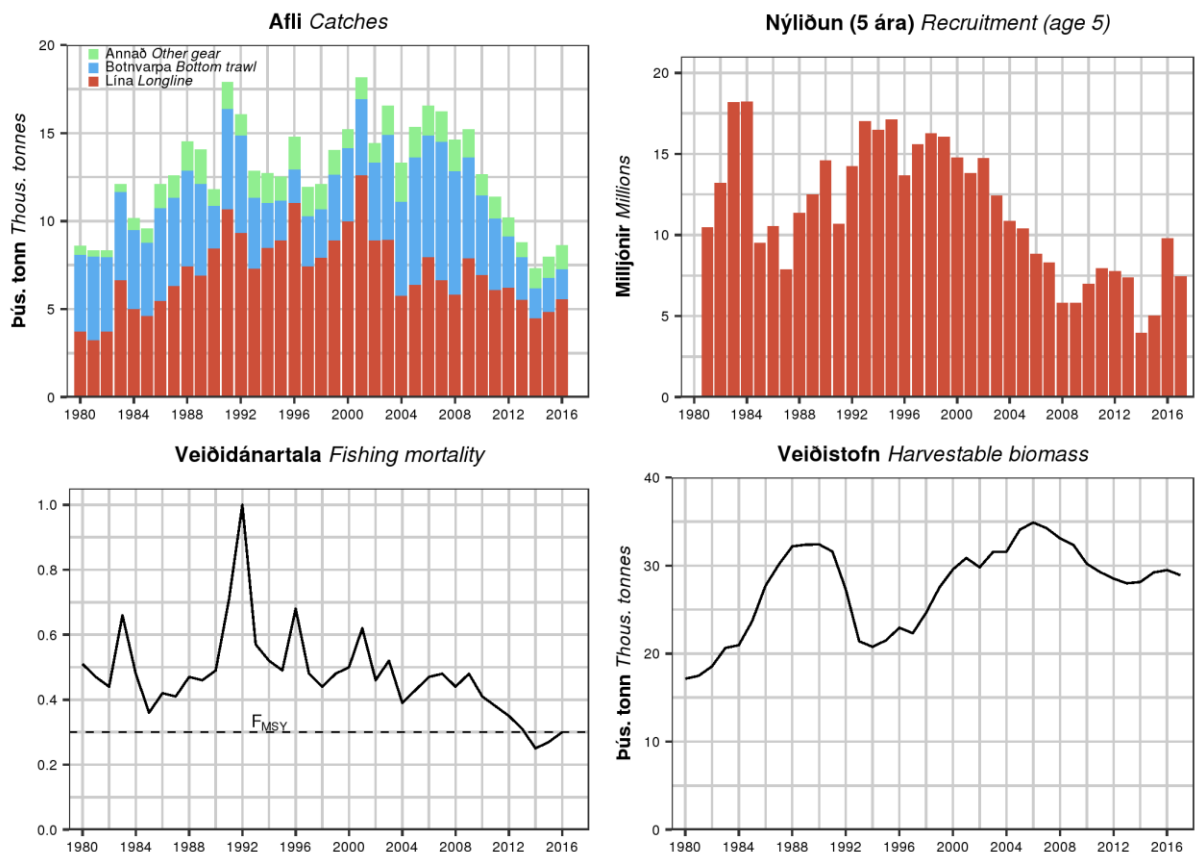 Afli Catches
Þús. tonn Thous. tonnes
20
15
10
5
0
Annað Other gear
Botnvarpa Bottom trawl
Lína Longline
1980 1984 1988 1992 1996 2000 2004 2008 2012 2016
Nýliðun (5 ára) Recruitment (age 5)
Milljónir Millions
20
15
10
5
0
1980 1984 1988 1992 1996 2000 2004 2008 2012 2016
Veiðidánartala Fishing mortality
1.0
0.8
0.6
0.4
0.2
0.0
FMSY
1980 1984 1988 1992 1996 2000 2004 2008 2012 2016
Veiðistofn Harvestable biomass
Þús. tonn Thous. tonnes
40
30
20
10
0
1980 1984 1988 1992 1996 2000 2004 2008 2012 2016